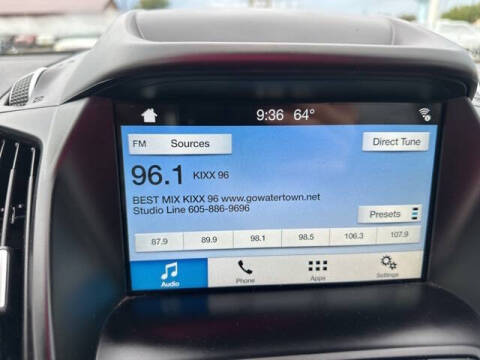 9:36 64°
FM Sources Direct Tune
96.1 KIXX 96
BEST MIX KIXX 96 www.gowatertown.net
Studio Line 605-886-9696
Presets
87.9 89.9 98.1 98.5 106.3 107.9
Audio Phone Apps Settings